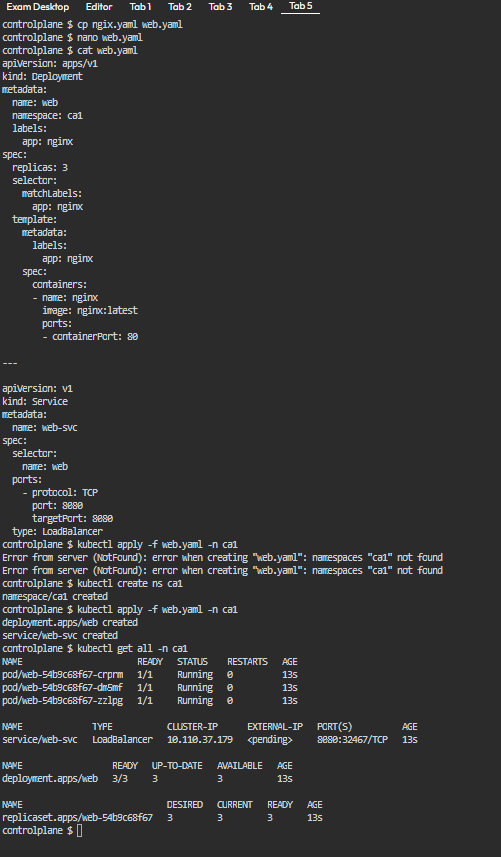 Exam Desktop Editor Tab 1 Tab 2 Tab 3 Tab 4 Tab 5
controlplane $ cp ngix.yaml web.yaml
controlplane $ nano web.yaml
controlplane $ cat web.yaml
apiVersion: apps/v1
kind: Deployment
metadata:
  name: web
  namespace: ca1
  labels:
    app: nginx
spec:
  replicas: 3
  selector:
    matchLabels:
      app: nginx
  template:
    metadata:
      labels:
        app: nginx
    spec:
      containers:
      - name: nginx
        image: nginx:latest
        ports:
        - containerPort: 80

---

apiVersion: v1
kind: Service
metadata:
  name: web-svc
spec:
  selector:
    name: web
  ports:
    - protocol: TCP
      port: 8080
      targetPort: 8080
  type: LoadBalancer
controlplane $ kubectl apply -f web.yaml -n ca1
Error from server (NotFound): error when creating "web.yaml": namespaces "ca1" not found
Error from server (NotFound): error when creating "web.yaml": namespaces "ca1" not found
controlplane $ kubectl create ns ca1
namespace/ca1 created
controlplane $ kubectl apply -f web.yaml -n ca1
deployment.apps/web created
service/web-svc created
controlplane $ kubectl get all -n ca1
NAME                       READY   STATUS    RESTARTS   AGE
pod/web-54b9c68f67-crprm   1/1     Running   0          13s
pod/web-54b9c68f67-dm5mf   1/1     Running   0          13s
pod/web-54b9c68f67-zzlpg   1/1     Running   0          13s

NAME              TYPE           CLUSTER-IP      EXTERNAL-IP   PORT(S)          AGE
service/web-svc   LoadBalancer   10.110.37.179   <pending>     8080:32467/TCP   13s

NAME                  READY   UP-TO-DATE   AVAILABLE   AGE
deployment.apps/web   3/3     3            3           13s

NAME                             DESIRED   CURRENT   READY   AGE
replicaset.apps/web-54b9c68f67   3         3         3       13s
controlplane $